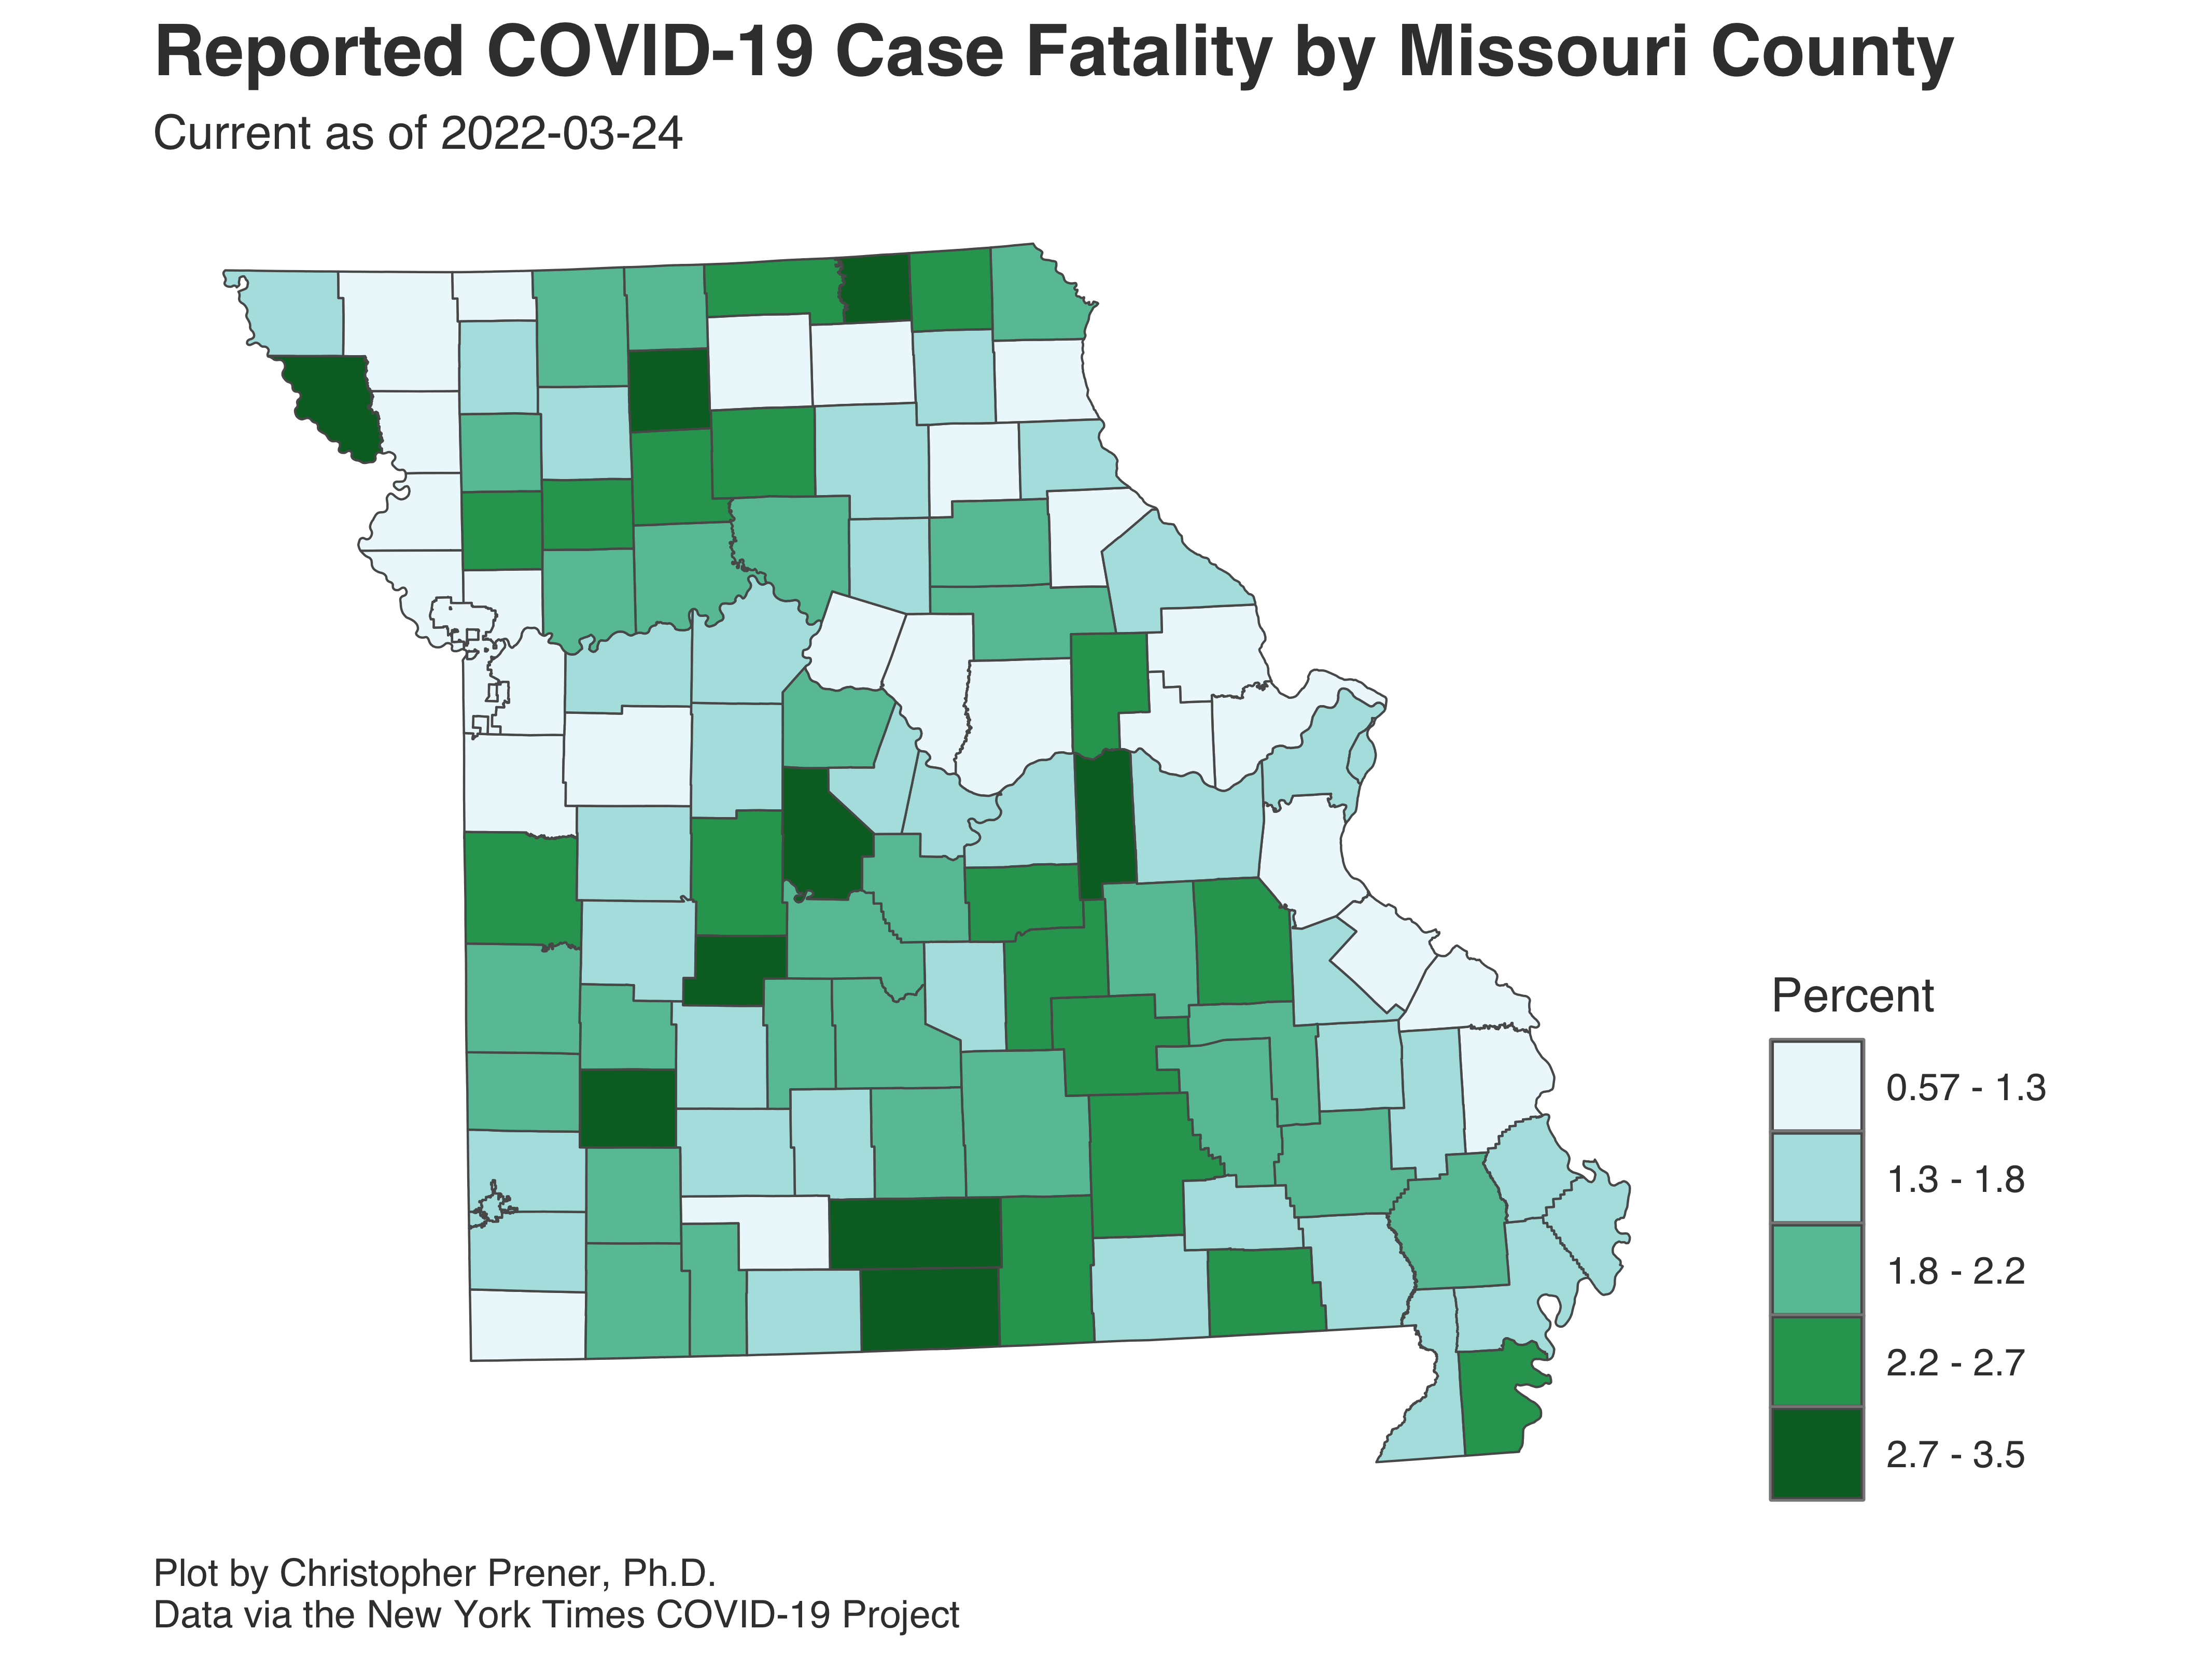 Reported COVID-19 Case Fatality by Missouri County
Current as of 2022-03-24
Percent
0.57 - 1.3
1.3 - 1.8
1.8 - 2.2
2.2 - 2.7
2.7 - 3.5
Plot by Christopher Prener, Ph.D.
Data via the New York Times COVID-19 Project